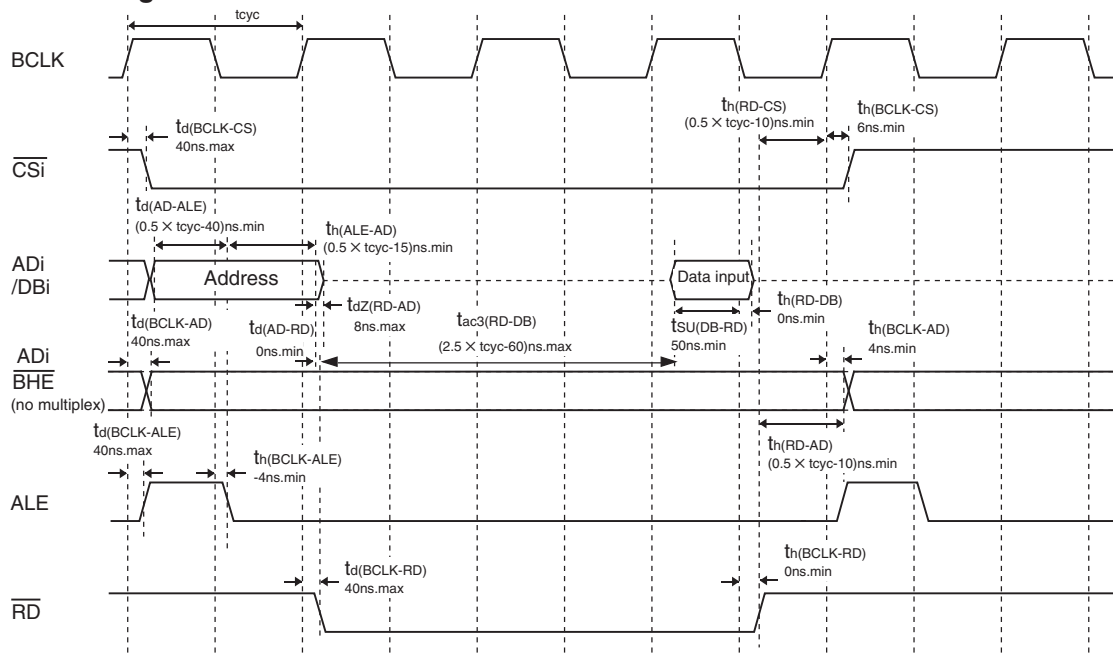 tcyc
BCLK
td(BCLK-CS)
40ns.max
th(RD-CS)
(0.5 × tcyc-10)ns.min
th(BCLK-CS)
6ns.min
CSi
td(AD-ALE)
(0.5 × tcyc-40)ns.min
th(ALE-AD)
(0.5 × tcyc-15)ns.min
ADi
/DBi
Address
Data input
td(BCLK-AD)
40ns.max
td(AD-RD)
0ns.min
tdZ(RD-AD)
8ns.max
tac3(RD-DB)
(2.5 × tcyc-60)ns.max
tSU(DB-RD)
50ns.min
th(RD-DB)
0ns.min
th(BCLK-AD)
4ns.min
ADi
BHE
(no multiplex)
td(BCLK-ALE)
40ns.max
th(BCLK-ALE)
-4ns.min
th(RD-AD)
(0.5 × tcyc-10)ns.min
ALE
td(BCLK-RD)
40ns.max
th(BCLK-RD)
0ns.min
RD